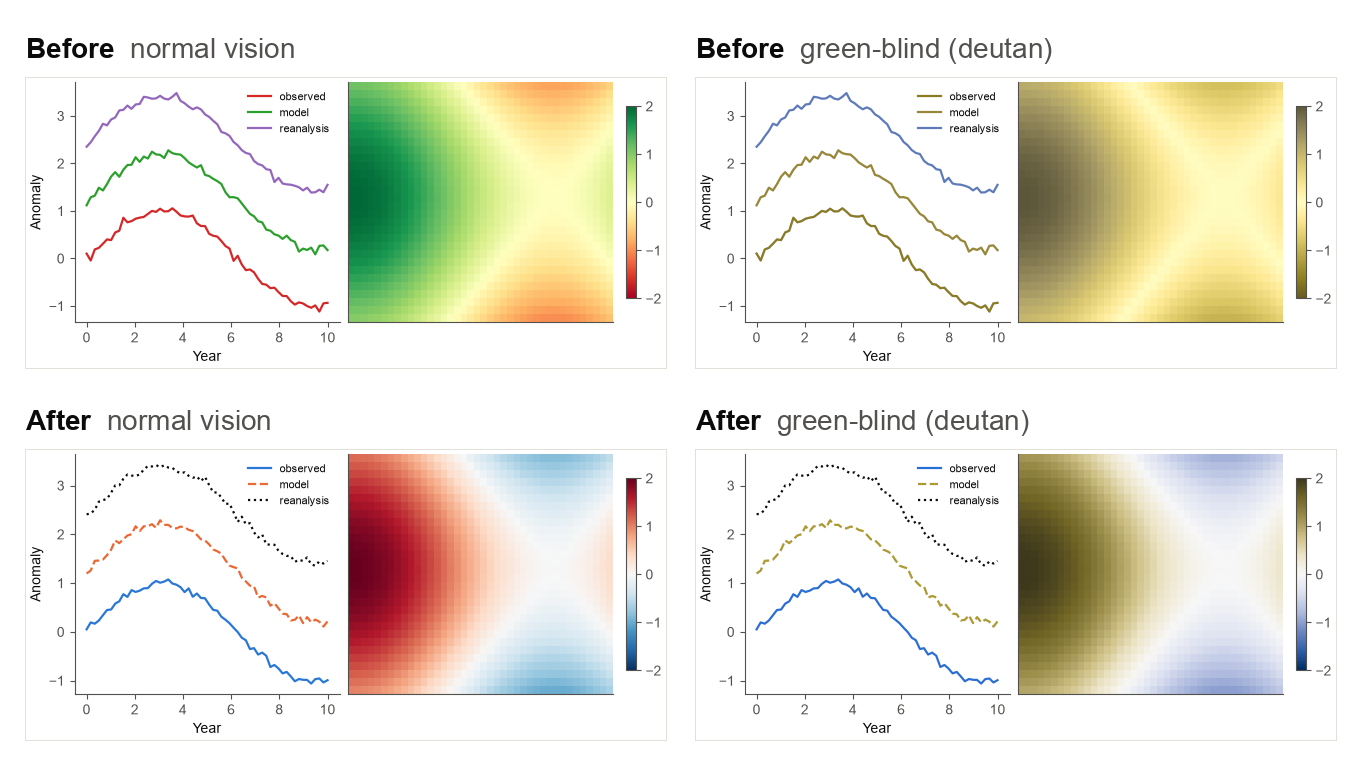 Before normal vision
3
2
1
0
−1
Anomaly
0 2 4 6 8 10
Year
observed
model
reanalysis
2
1
0
−1
−2
Before green-blind (deutan)
3
2
1
0
−1
Anomaly
0 2 4 6 8 10
Year
observed
model
reanalysis
2
1
0
−1
−2
After normal vision
3
2
1
0
−1
Anomaly
0 2 4 6 8 10
Year
observed
model
reanalysis
2
1
0
−1
−2
After green-blind (deutan)
3
2
1
0
−1
Anomaly
0 2 4 6 8 10
Year
observed
model
reanalysis
2
1
0
−1
−2